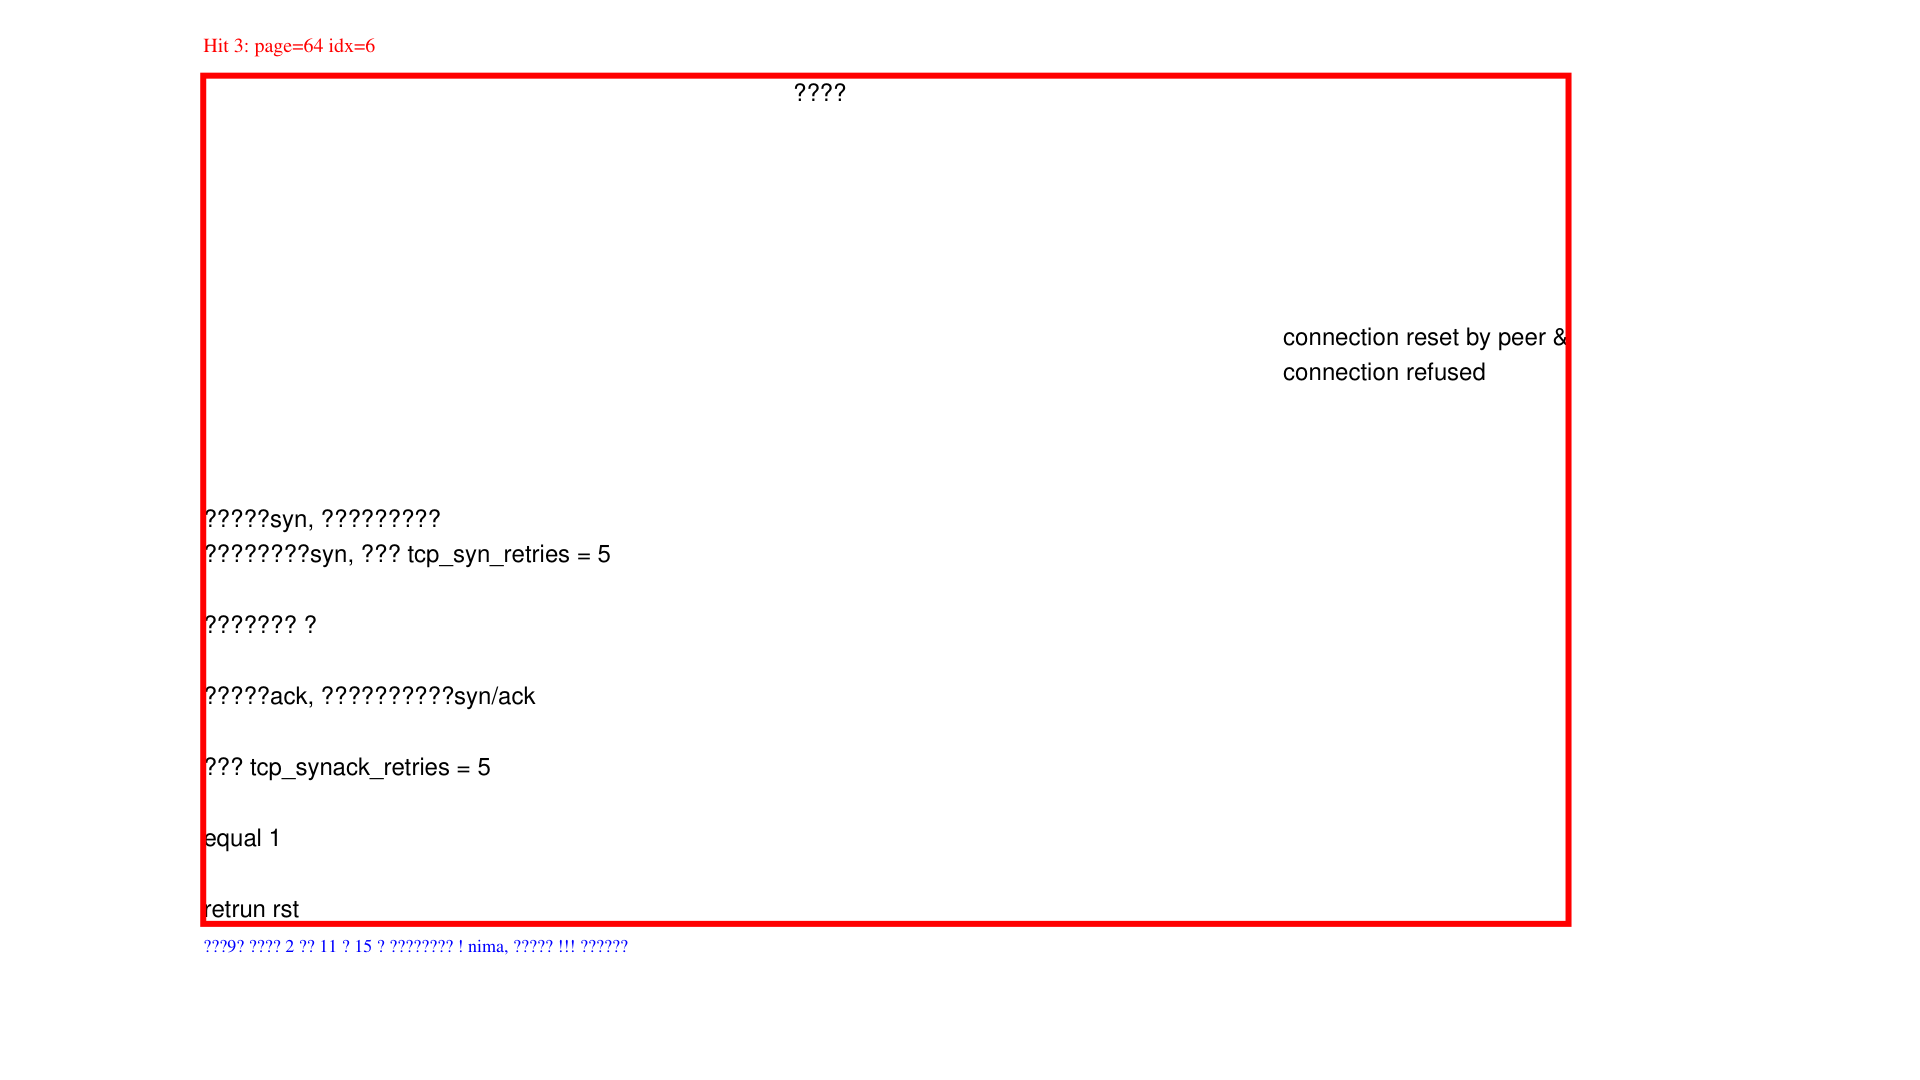 Hit 3: page=64 idx=6
????
connection reset by peer &
connection refused
?????syn, ?????????
????????syn, ??? tcp_syn_retries = 5
??????? ?
?????ack, ??????????syn/ack
??? tcp_synack_retries = 5
equal 1
retrun rst
???9? ???? 2 ?? 11 ? 15 ? ???????? ! nima, ????? !!! ??????